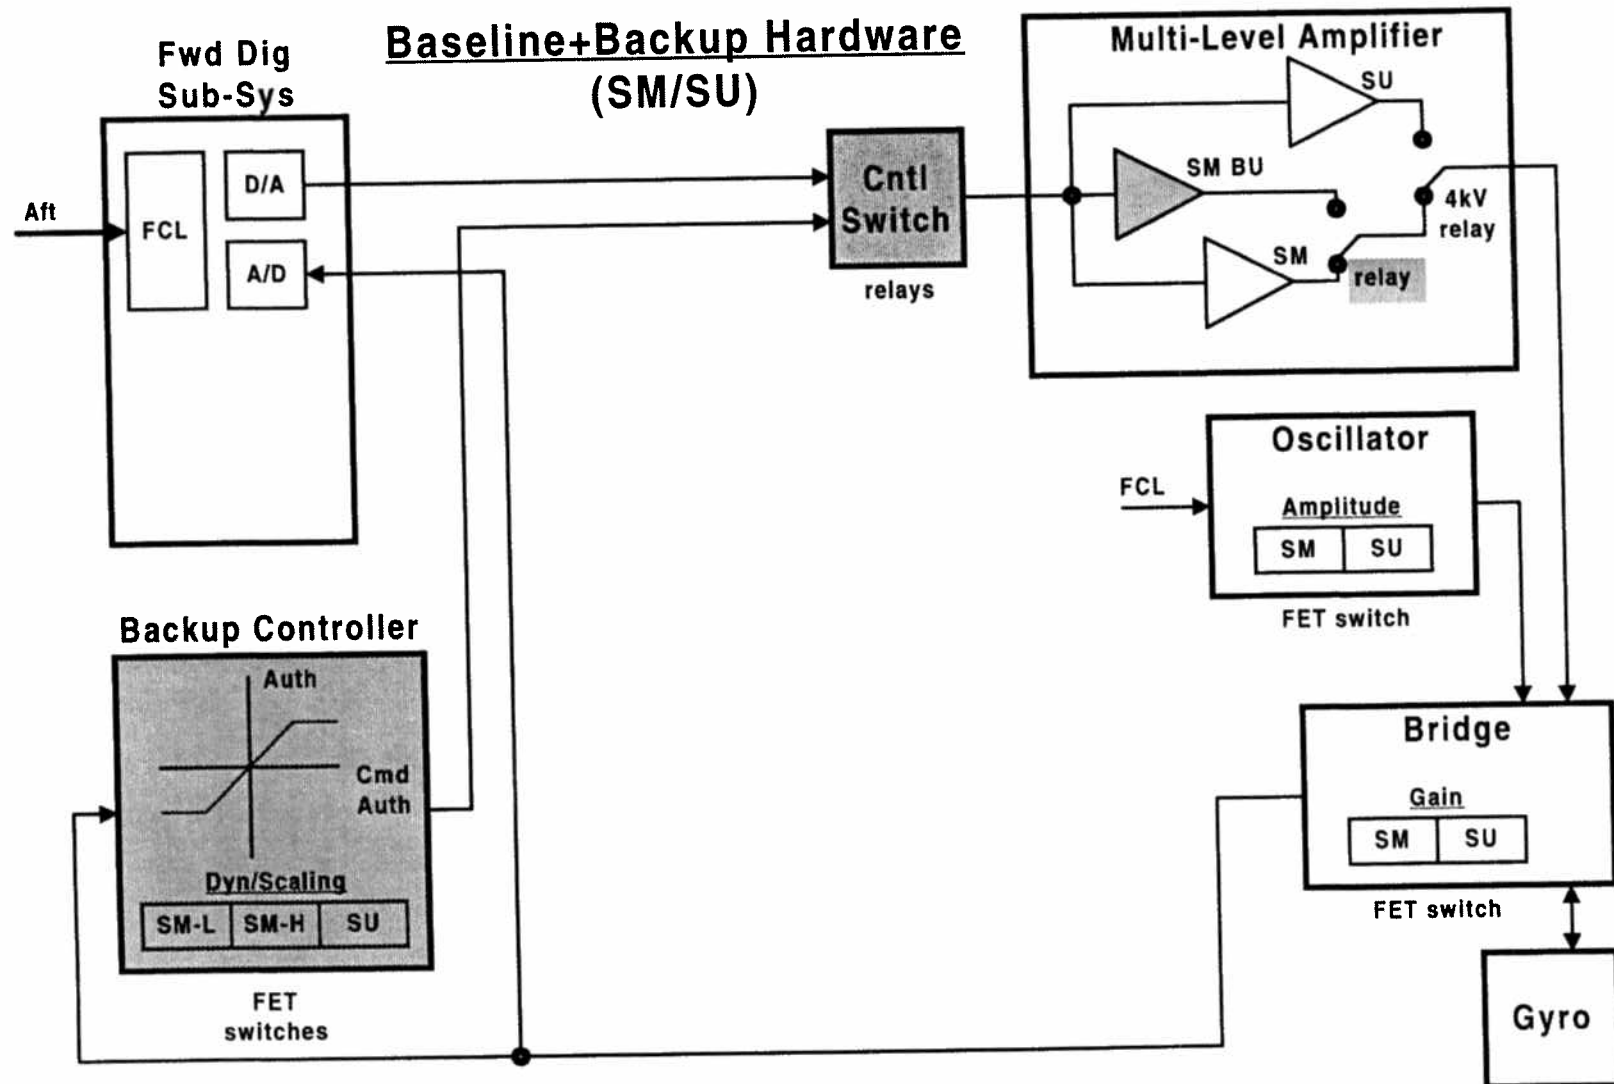 Baseline+Backup Hardware
(SM/SU)
Fwd Dig
Sub-Sys
Aft
FCL
D/A
A/D
Cntl
Switch
relays
Multi-Level Amplifier
SU
SM BU
SM
4kV
relay
relay
Oscillator
FCL
Amplitude
SM SU
FET switch
Backup Controller
Auth
Cmd
Auth
Dyn/Scaling
SM-L SM-H SU
FET
switches
Bridge
Gain
SM SU
FET switch
Gyro